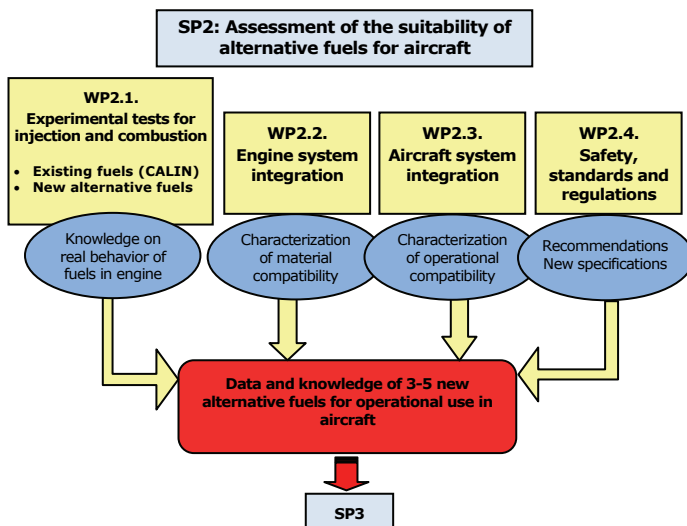 SP2: Assessment of the suitability of
alternative fuels for aircraft
WP2.1.
Experimental tests for
injection and combustion
• Existing fuels (CALIN)
• New alternative fuels
WP2.2.
Engine system
integration
WP2.3.
Aircraft system
integration
WP2.4.
Safety,
standards and
regulations
Knowledge on
real behavior of
fuels in engine
Characterization
of material
compatibility
Characterization
of operational
compatibility
Recommendations
New specifications
Data and knowledge of 3-5 new
alternative fuels for operational use in
aircraft
SP3